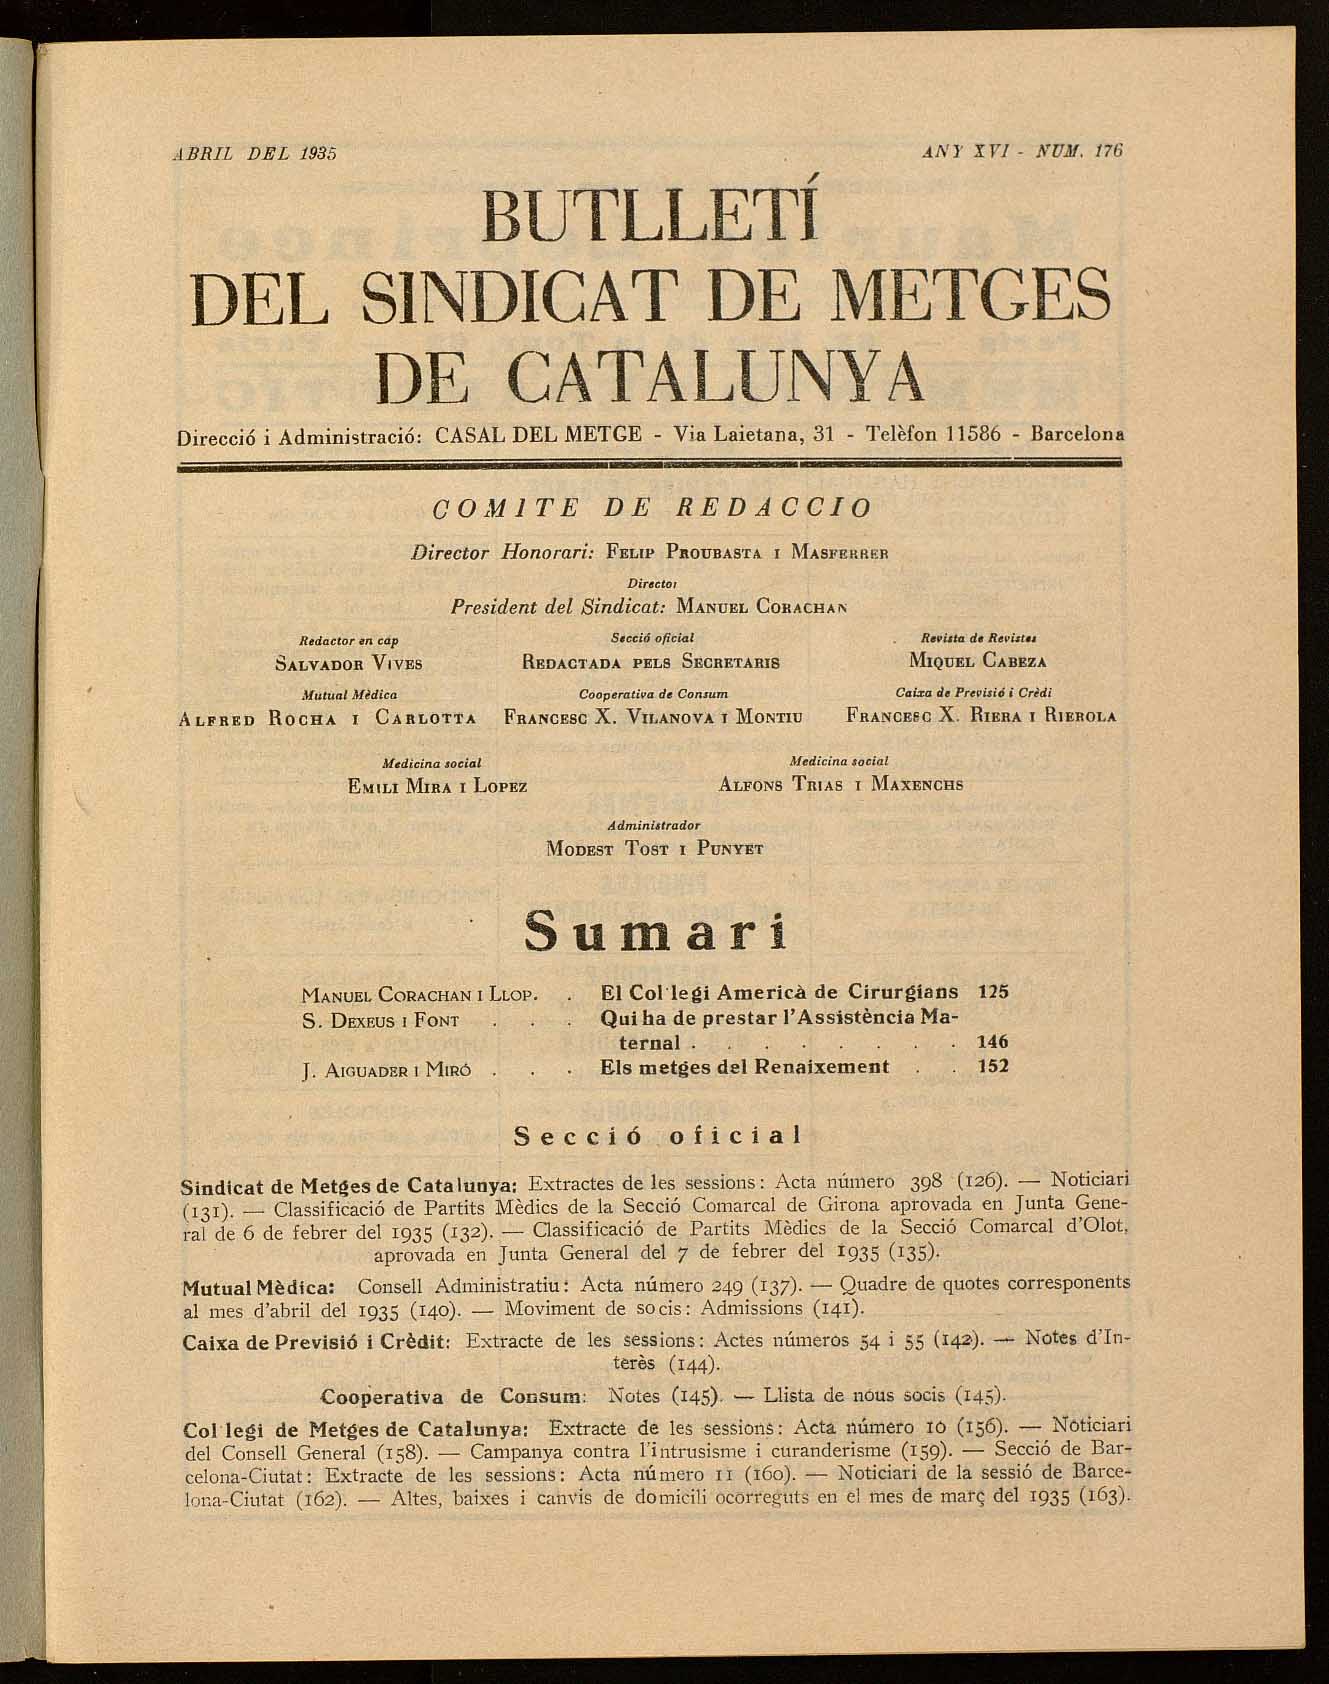 ABRIL DEL 1935
ANY XVI - NUM. 176
BUTLLETÍ
DEL SINDICAT DE METGES
DE CATALUNYA
Direcció i Administració: CASAL DEL METGE - Via Laietana, 31 - Telèfon 11586 - Barcelona
COMITE DE REDACCIO
Director Honorari: FELIP PROUBASTA I MASFERRER
Director
President del Sindicat: MANUEL CORACHAN
Redactor en cap
SALVADOR VIVES
Secció oficial
REDACTADA PELS SECRETARIS
Revista de Revistes
MIQUEL CABEZA
Mutual Mèdica
ALFRED ROCHA I CARLOTTA
Cooperativa de Consum
FRANCESC X. VILANOVA I MONTIU
Caixa de Previsió i Crèdi
FRANCESC X. RIERA I RIEROLA
Medicina social
EMILI MIRA I LOPEZ
Medicina social
ALFONS TRIAS I MAXENCHS
Administrador
MODEST TOST I PUNYET
Sumari
MANUEL CORACHAN I LLOP. . El Col·legi Americà de Cirurgians 125
S. DEXEUS I FONT . . . Qui ha de prestar l'Assistència Ma-
ternal . . . . . . . . 146
J. AIGUADER I MIRÓ . . . Els metges del Renaixement . . 152
Secció oficial
Sindicat de Metges de Catalunya: Extractes de les sessions: Acta número 398 (126). — Noticiari
(131). — Classificació de Partits Mèdics de la Secció Comarcal de Girona aprovada en Junta Gene-
ral de 6 de febrer del 1935 (132). — Classificació de Partits Mèdics de la Secció Comarcal d'Olot,
aprovada en Junta General del 7 de febrer del 1935 (135).
Mutual Mèdica: Consell Administratiu: Acta número 249 (137). — Quadre de quotes corresponents
al mes d'abril del 1935 (140). — Moviment de socis: Admissions (141).
Caixa de Previsió i Crèdit: Extracte de les sessions: Actes números 54 i 55 (142). — Notes d'In-
terès (144).
Cooperativa de Consum: Notes (145). — Llista de nous socis (145).
Col·legi de Metges de Catalunya: Extracte de les sessions: Acta número 10 (156). — Noticiari
del Consell General (158). — Campanya contra l'intrusisme i curanderisme (159). — Secció de Bar-
celona-Ciutat: Extracte de les sessions: Acta número 11 (160). — Noticiari de la sessió de Barce-
lona-Ciutat (162). — Altes, baixes i canvis de domicili ocorreguts en el mes de març del 1935 (163).